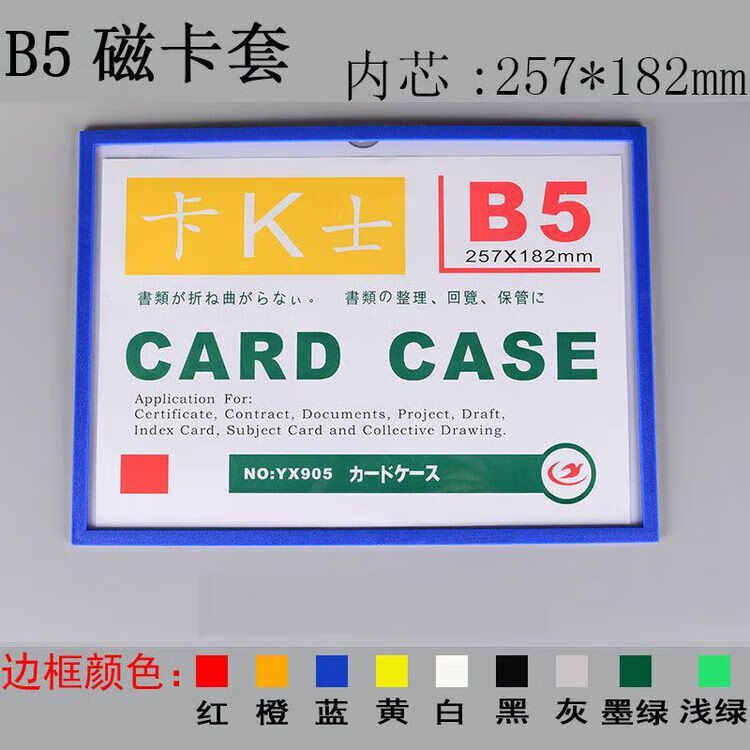 B5 磁卡套
内芯 :257*182mm
卡K士
B5
257X182mm
書類が折ね曲がらなぃ。 書類の整理、回覽、保管に
CARD CASE
Application For:
Certificate, Contract, Documents, Project, Draft,
Index Card, Subject Card and Collective Drawing.
NO:YX905 カードケース
边框颜色:
红 橙 蓝 黄 白 黑 灰 墨绿 浅绿